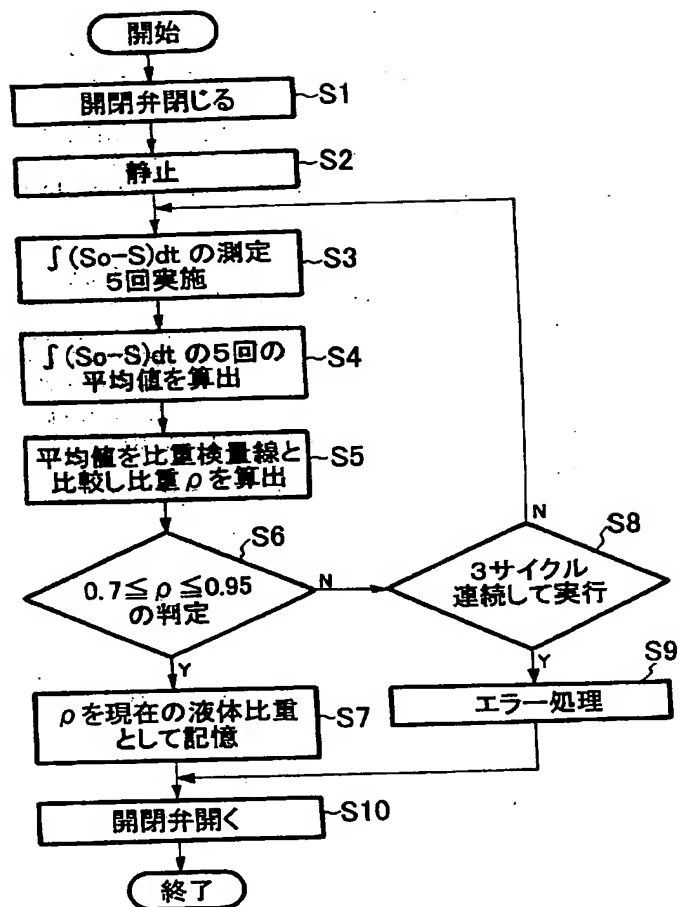 開始
開閉弁閉じる
S1
静止
S2
∫(So-S)dt の測定
5回実施
S3
∫(So-S)dt の5回の
平均値を算出
S4
平均値を比重検量線と
比較し比重ρを算出
S5
0.7≦ρ≦0.95
の判定
S6
N
Y
3サイクル
連続して実行
S8
N
Y
ρを現在の液体比重
として記憶
S7
エラー処理
S9
開閉弁開く
S10
終了